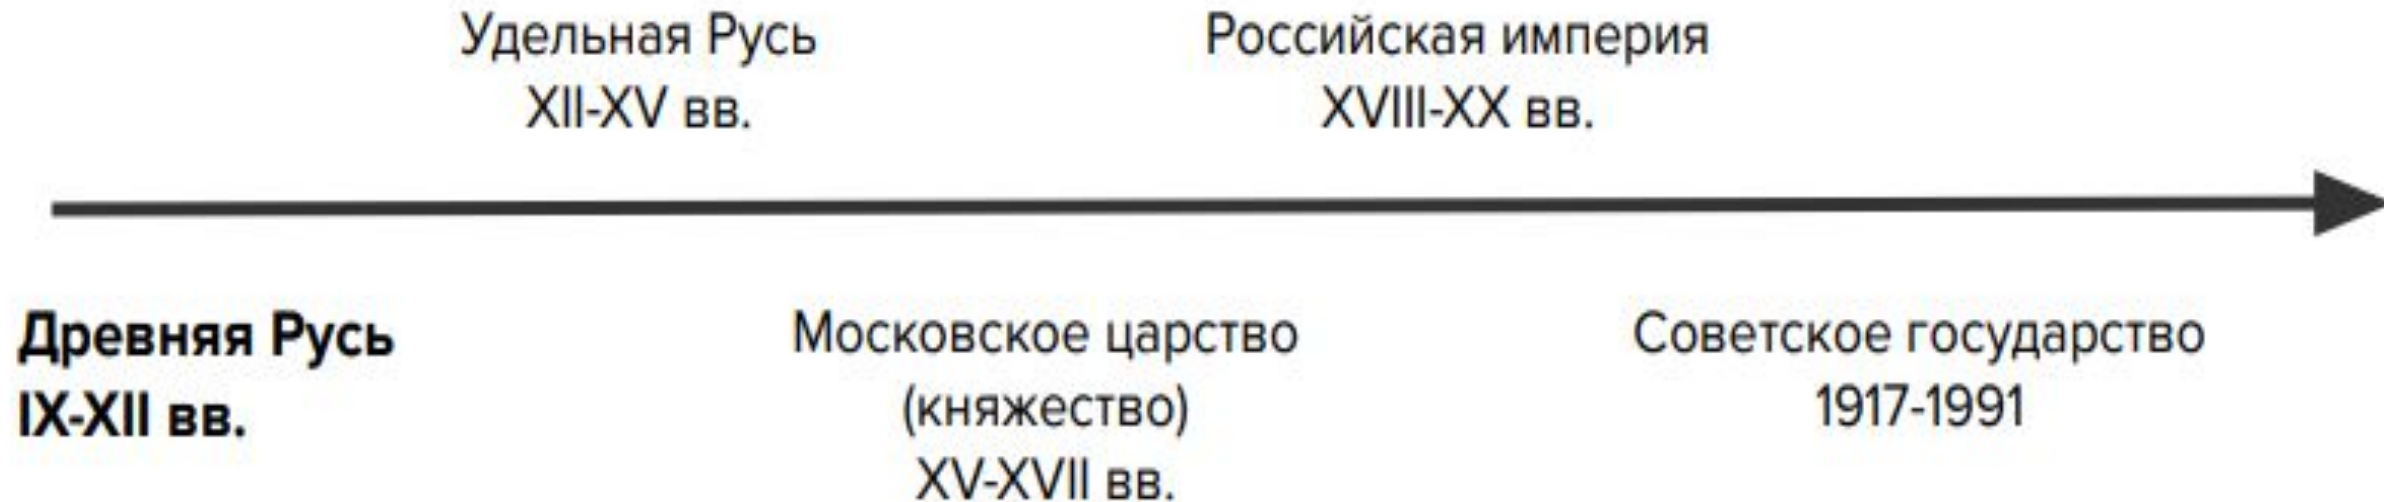 Удельная Русь
XII-XV вв.
Российская империя
XVIII-XX вв.
Древняя Русь
IX-XII вв.
Московское царство
(княжество)
XV-XVII вв.
Советское государство
1917-1991